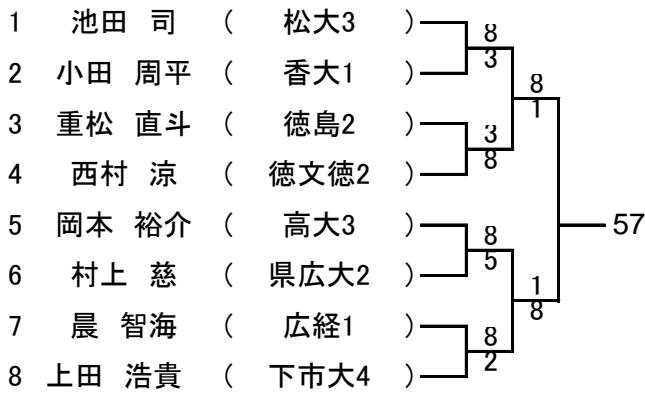 1 池田 司 ( 松大3 )
8
3
2 小田 周平 ( 香大1 )
8
1
3 重松 直斗 ( 徳島2 )
3
8
4 西村 涼 ( 徳文徳2 )
5 岡本 裕介 ( 高大3 )
57
8
5
6 村上 慈 ( 県広大2 )
1
8
7 晨 智海 ( 広経1 )
8
2
8 上田 浩貴 ( 下市大4 )